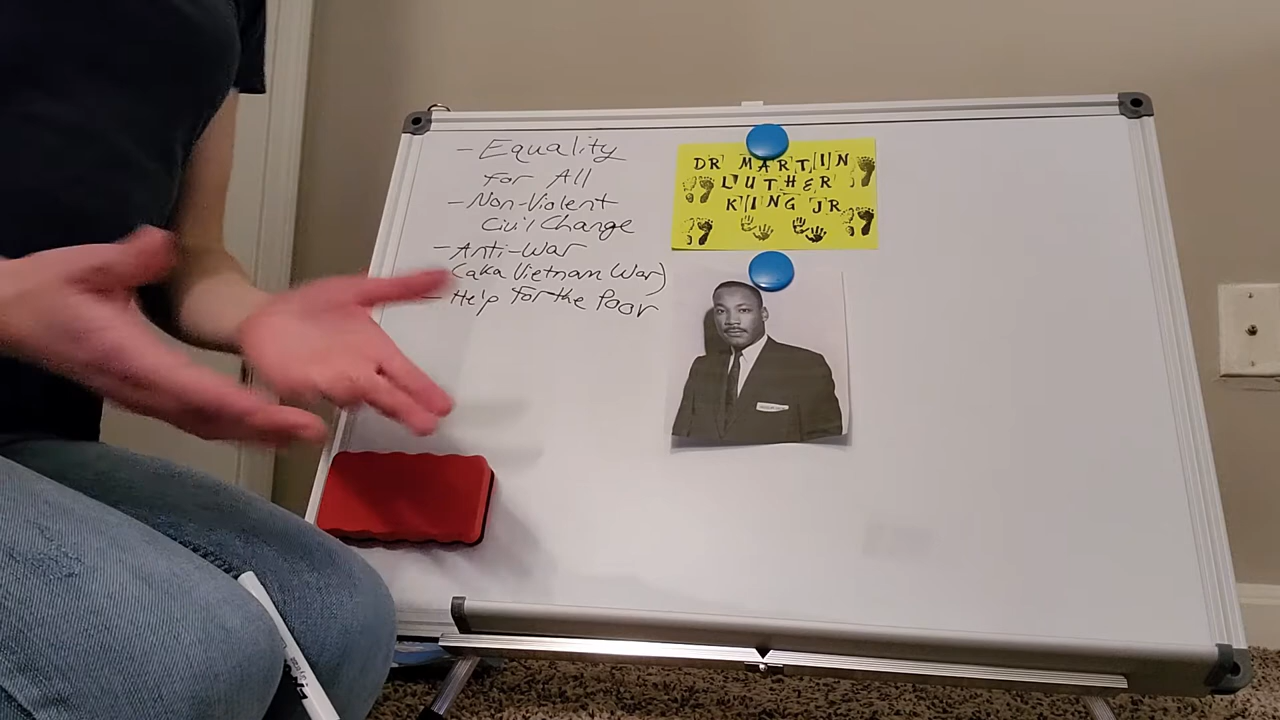 - Equality
for All
- Non-Violent
Civil Change
- Anti-War
(aka Vietnam War)
- Help for the Poor
DR MARTIN
LUTHER
KING JR